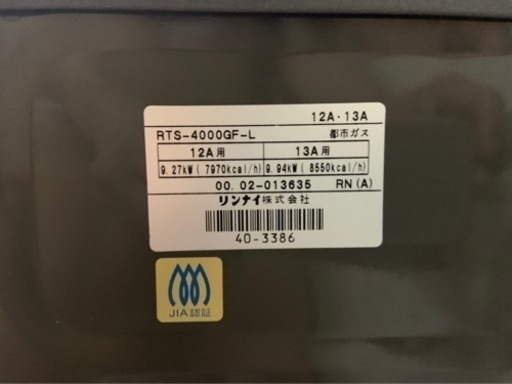 12A・13A
RTS-4000GF-L 都市ガス
12A用 13A用
9.27kW( 7970kcal/h) 9.94kW( 8550kcal/h)
00.02-013635 RN(A)
リンナイ株式会社
40-3386
JIA認証